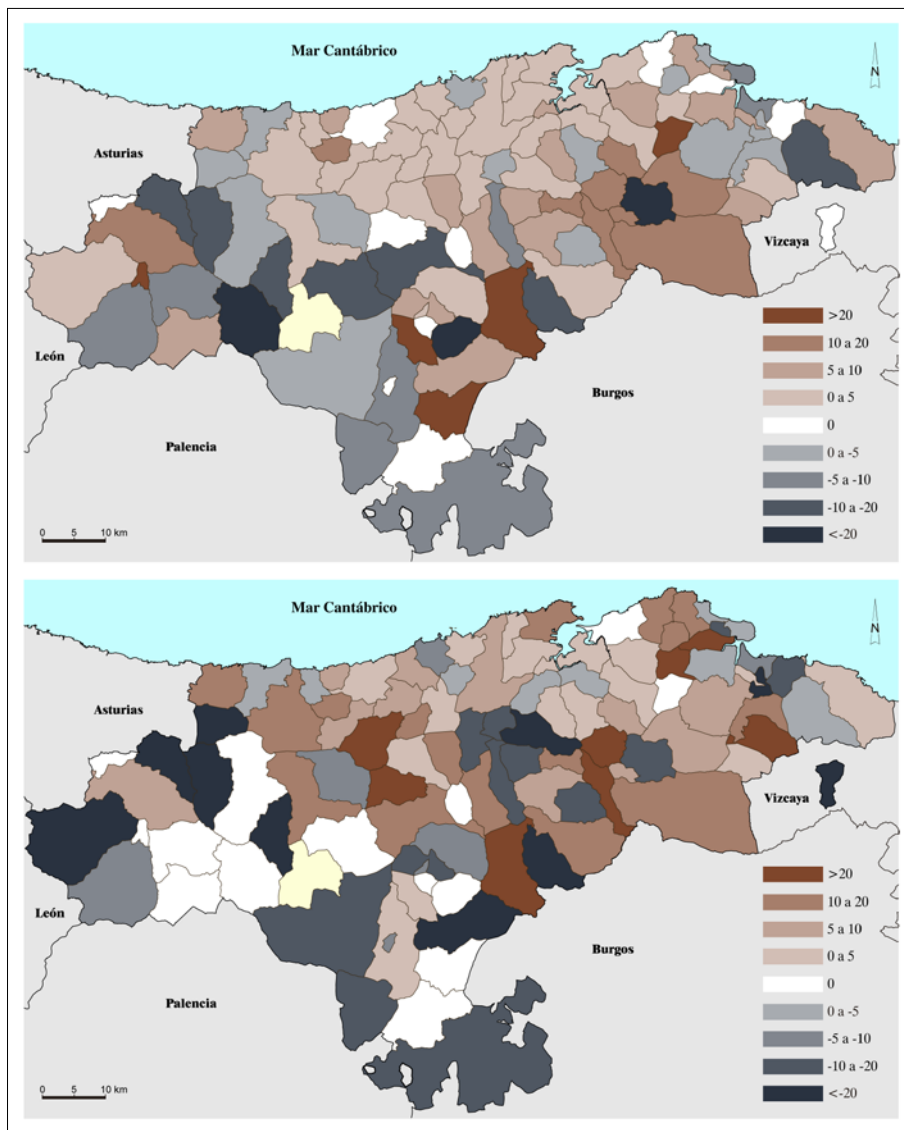 Mar Cantábrico
N
Asturias
Vizcaya
>20
10 a 20
León
5 a 10
0 a 5
Burgos
0
Palencia
0 a -5
-5 a -10
-10 a -20
0 5 10 km
<-20
Mar Cantábrico
N
Asturias
Vizcaya
>20
10 a 20
León
5 a 10
0 a 5
Burgos
0
Palencia
0 a -5
-5 a -10
-10 a -20
0 5 10 km
<-20